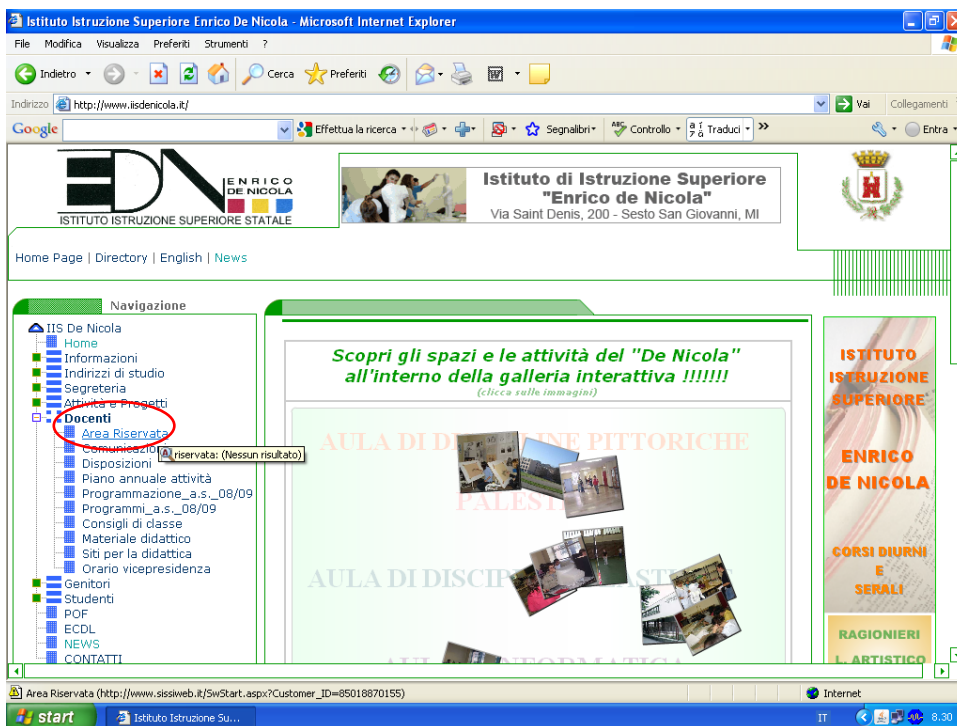 Istituto Istruzione Superiore Enrico De Nicola - Microsoft Internet Explorer
File Modifica Visualizza Preferiti Strumenti ?
Indietro Cerca Preferiti
Indirizzo http://www.iisdenicola.it/ Vai Collegamenti
Google Effettua la ricerca Segnalibri Controllo Traduci Entra
ENRICO
DE NICOLA
ISTITUTO ISTRUZIONE SUPERIORE STATALE
Istituto di Istruzione Superiore
"Enrico de Nicola"
Via Saint Denis, 200 - Sesto San Giovanni, MI
Home Page | Directory | English | News
Navigazione
IIS De Nicola
Home
Informazioni
Indirizzi di studio
Segreteria
Attività e Progetti
Docenti
Area Riservata
riservata: (Nessun risultato)
Disposizioni
Piano annuale attività
Programmazione_a.s._08/09
Programmi_a.s._08/09
Consigli di classe
Materiale didattico
Siti per la didattica
Orario vicepresidenza
Genitori
Studenti
POF
ECDL
NEWS
CONTATTI
Scopri gli spazi e le attività del "De Nicola"
all'interno della galleria interattiva !!!!!!!
(clicca sulle immagini)
AULA DI PITTORICHE
AULA DI
ISTITUTO
ISTRUZIONE
SUPERIORE
ENRICO
DE NICOLA
CORSI DIURNI
E
SERALI
RAGIONIERI
L. ARTISTICO
Area Riservata (http://www.sissiweb.it/SwStart.aspx?Customer_ID=85018870155) Internet
start Istituto Istruzione Su... IT 8.30